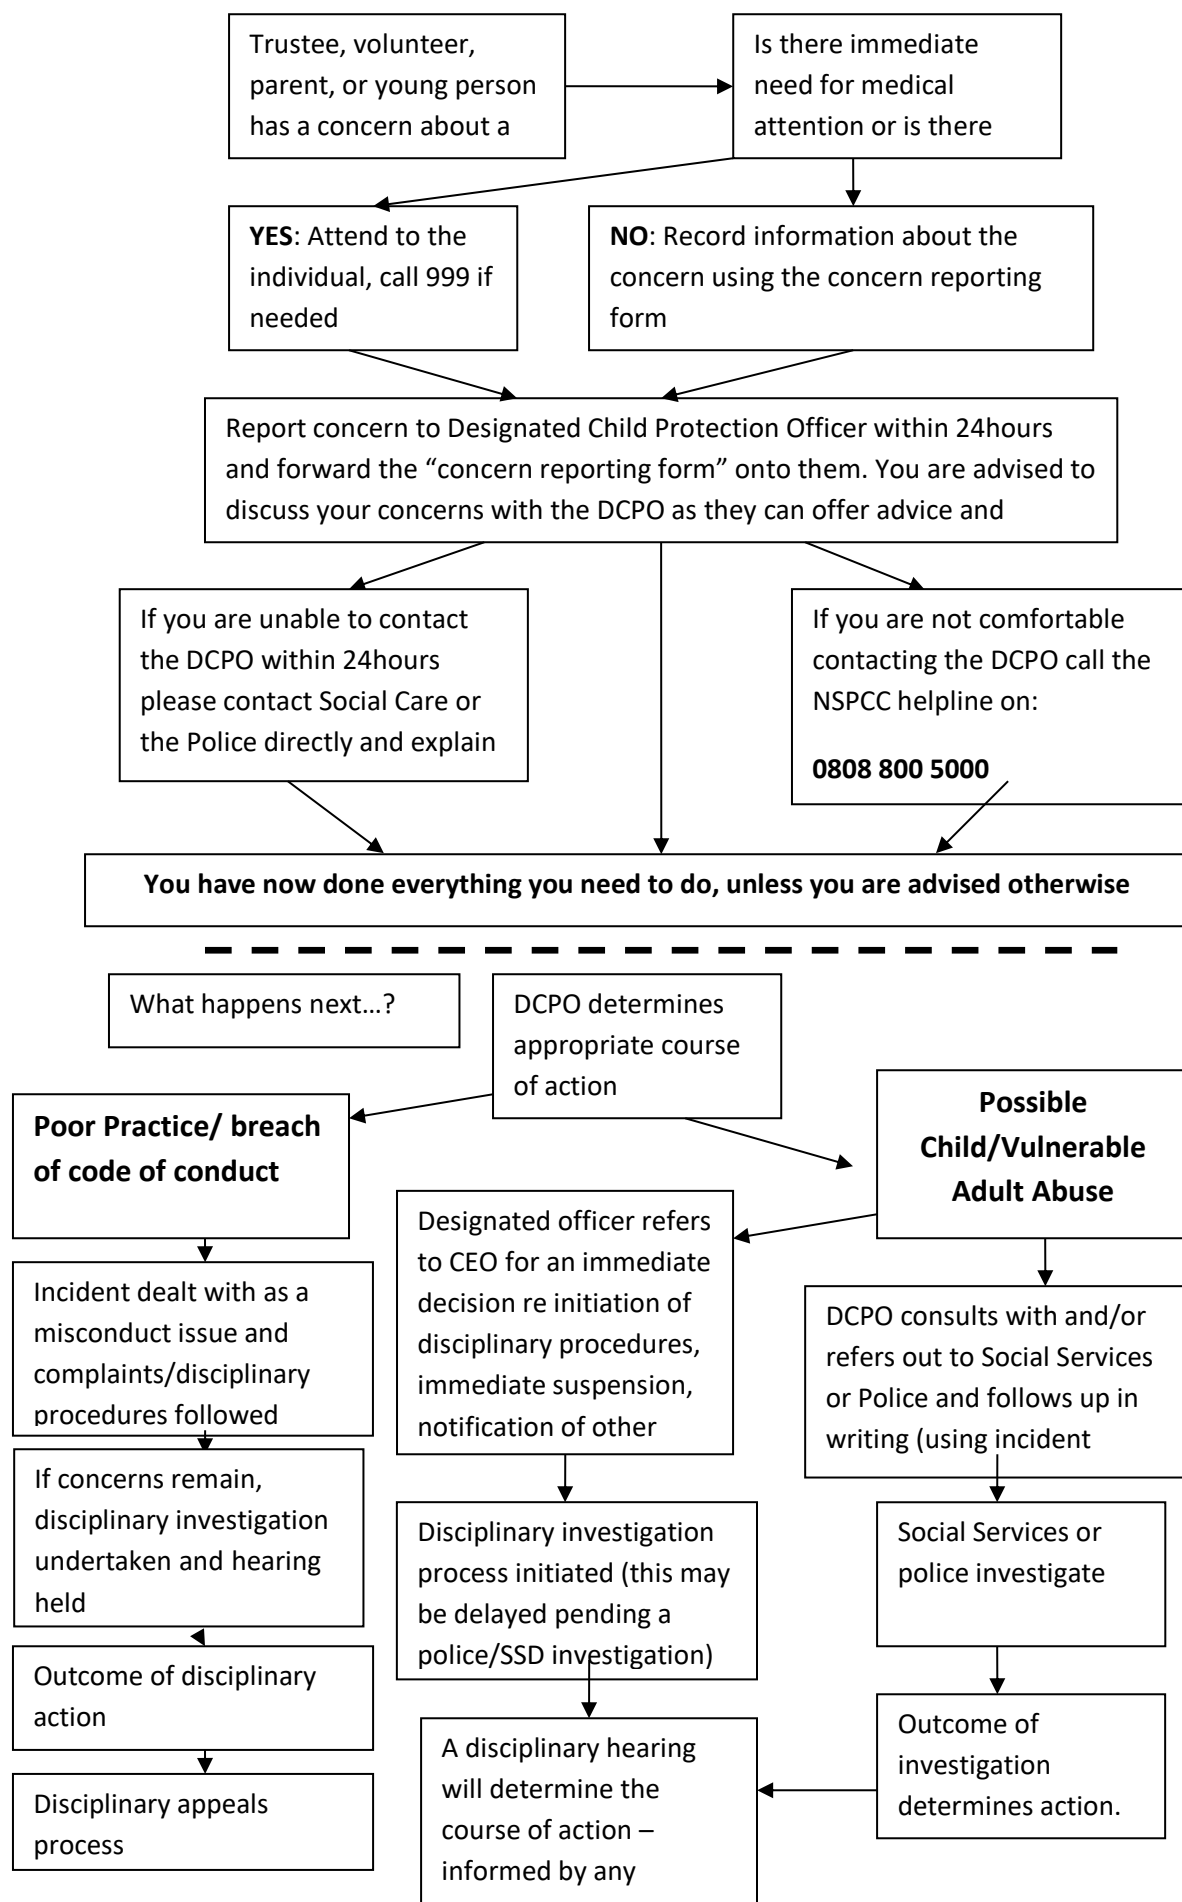 Trustee, volunteer,
parent, or young person
has a concern about a
Is there immediate
need for medical
attention or is there
YES: Attend to the
individual, call 999 if
needed
NO: Record information about the
concern using the concern reporting
form
Report concern to Designated Child Protection Officer within 24hours
and forward the “concern reporting form” onto them. You are advised to
discuss your concerns with the DCPO as they can offer advice and
If you are unable to contact
the DCPO within 24hours
please contact Social Care or
the Police directly and explain
If you are not comfortable
contacting the DCPO call the
NSPCC helpline on:
0808 800 5000
You have now done everything you need to do, unless you are advised otherwise
What happens next…?
DCPO determines
appropriate course
of action
Poor Practice/ breach
of code of conduct
Incident dealt with as a
misconduct issue and
complaints/disciplinary
procedures followed
If concerns remain,
disciplinary investigation
undertaken and hearing
held
Outcome of disciplinary
action
Disciplinary appeals
process
Possible
Child/Vulnerable
Adult Abuse
Designated officer refers
to CEO for an immediate
decision re initiation of
disciplinary procedures,
immediate suspension,
notification of other
Disciplinary investigation
process initiated (this may
be delayed pending a
police/SSD investigation)
A disciplinary hearing
will determine the
course of action –
informed by any
DCPO consults with and/or
refers out to Social Services
or Police and follows up in
writing (using incident
Social Services or
police investigate
Outcome of
investigation
determines action.